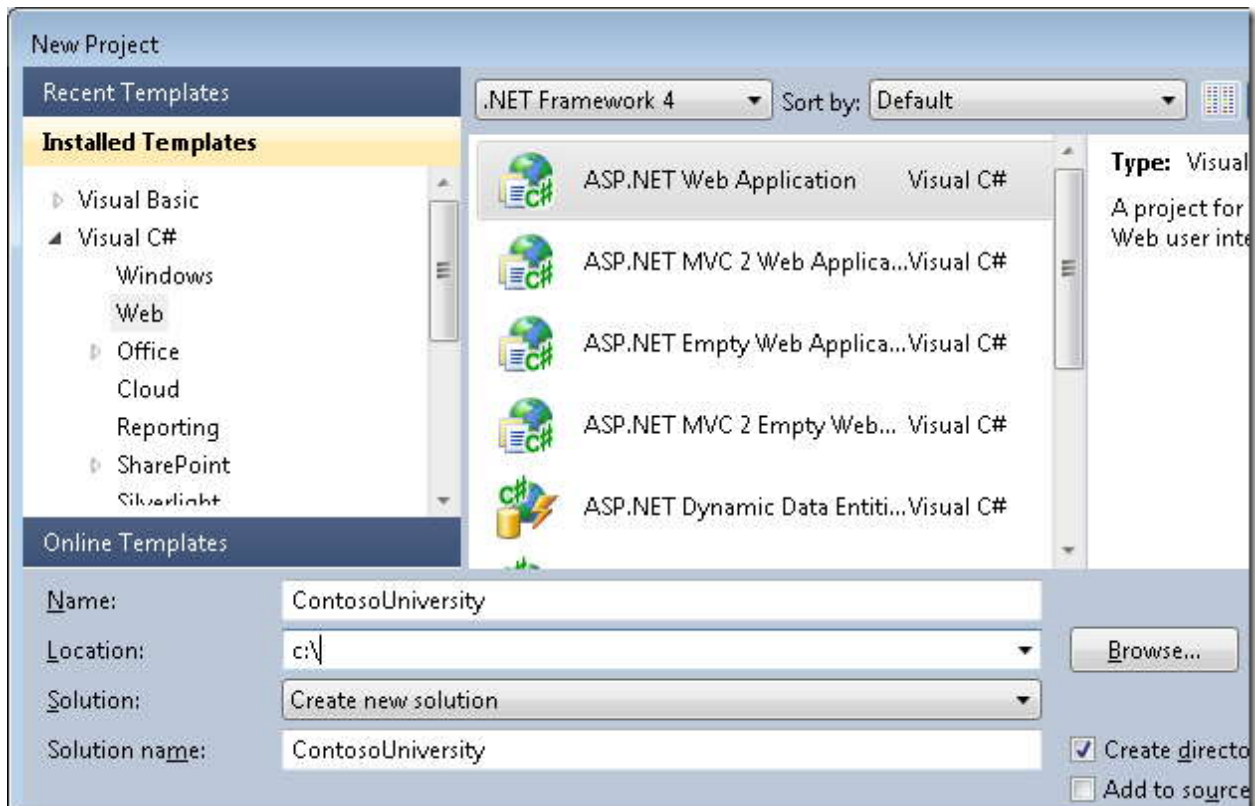 New Project
Recent Templates
Installed Templates
Visual Basic
Visual C#
Windows
Web
Office
Cloud
Reporting
SharePoint
Silverlight
Online Templates
.NET Framework 4 Sort by: Default
ASP.NET Web Application Visual C#
ASP.NET MVC 2 Web Applica...Visual C#
ASP.NET Empty Web Applica...Visual C#
ASP.NET MVC 2 Empty Web... Visual C#
ASP.NET Dynamic Data Entiti...Visual C#
Type: Visual
A project for
Web user inte
Name: ContosoUniversity
Location: c:\ Browse...
Solution: Create new solution
Solution name: ContosoUniversity
Create directo
Add to source